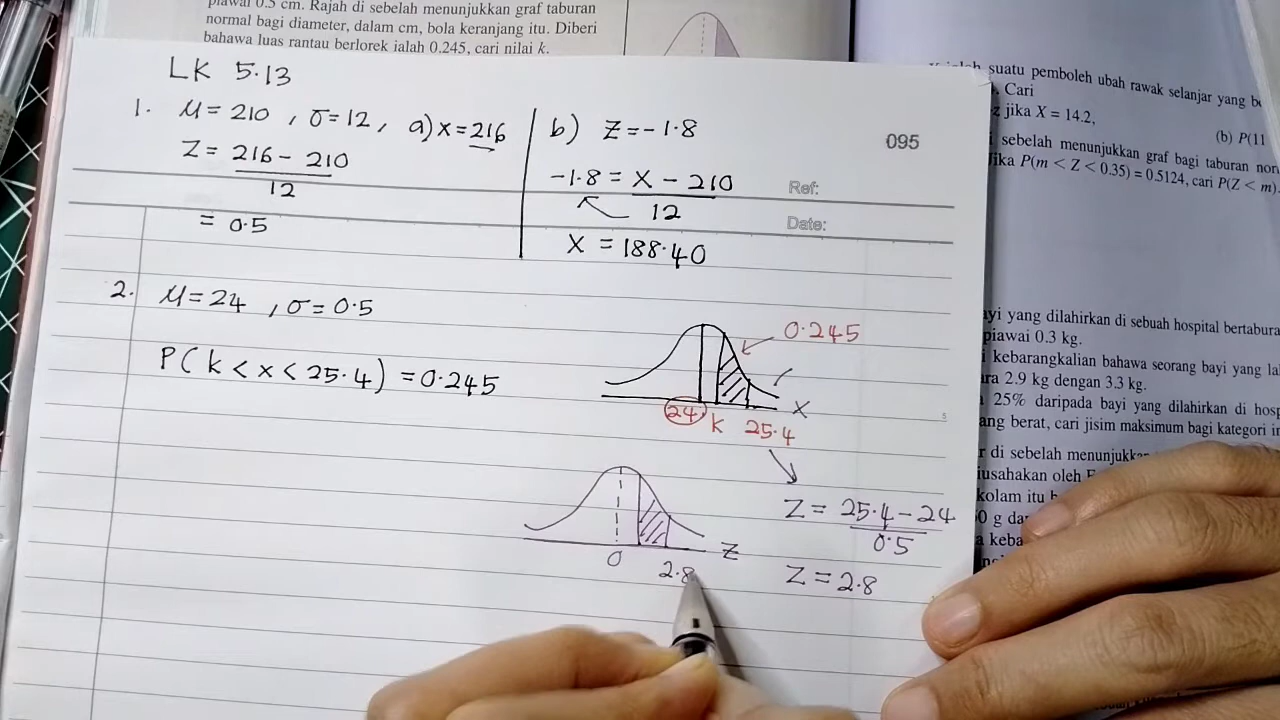 piawai 0.5 cm. Rajah di sebelah menunjukkan graf taburan
normal bagi diameter, dalam cm, bola keranjang itu. Diberi
bahawa luas rantau berlorek ialah 0.245, cari nilai k.
suatu pemboleh ubah rawak selanjar yang
Cari
z jika X = 14.2,
(b) P(11
sebelah menunjukkan graf bagi taburan
jika P(m < Z < 0.35) = 0.5124, cari P(Z < m).
LK 5.13
1. μ = 210 , σ = 12 , a) x = 216
Z = 216 - 210
12
= 0.5
b) Z = -1.8
-1.8 = X - 210
12
X = 188.40
095
Ref:
Date:
2. μ = 24 , σ = 0.5
P(k < x < 25.4) = 0.245
0.245
24 k 25.4 X
Z = 25.4 - 24
0.5
Z = 2.8
0 2.8 Z
yang dilahirkan di sebuah hospital bertabura
piawai 0.3 kg.
kebarangkalian bahawa seorang bayi yang
2.9 kg dengan 3.3 kg.
25% daripada bayi yang dilahirkan di
berat, cari jisim maksimum bagi kategori
di sebelah menunjukkan
diusahakan oleh
kolam itu
0 g